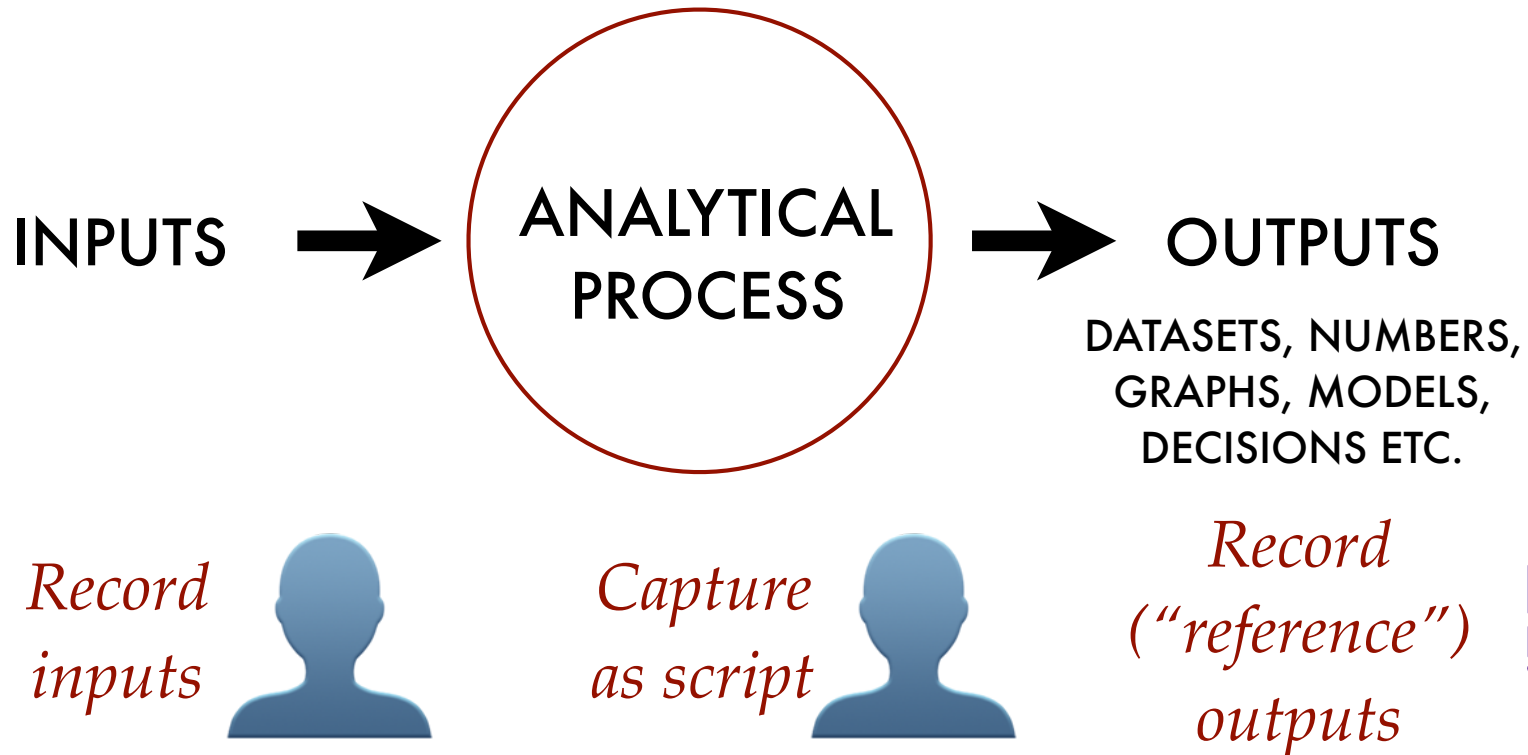 INPUTS
ANALYTICAL
PROCESS
OUTPUTS
DATASETS, NUMBERS,
GRAPHS, MODELS,
DECISIONS ETC.
Record
inputs
Capture
as script
Record
(“reference”)
outputs